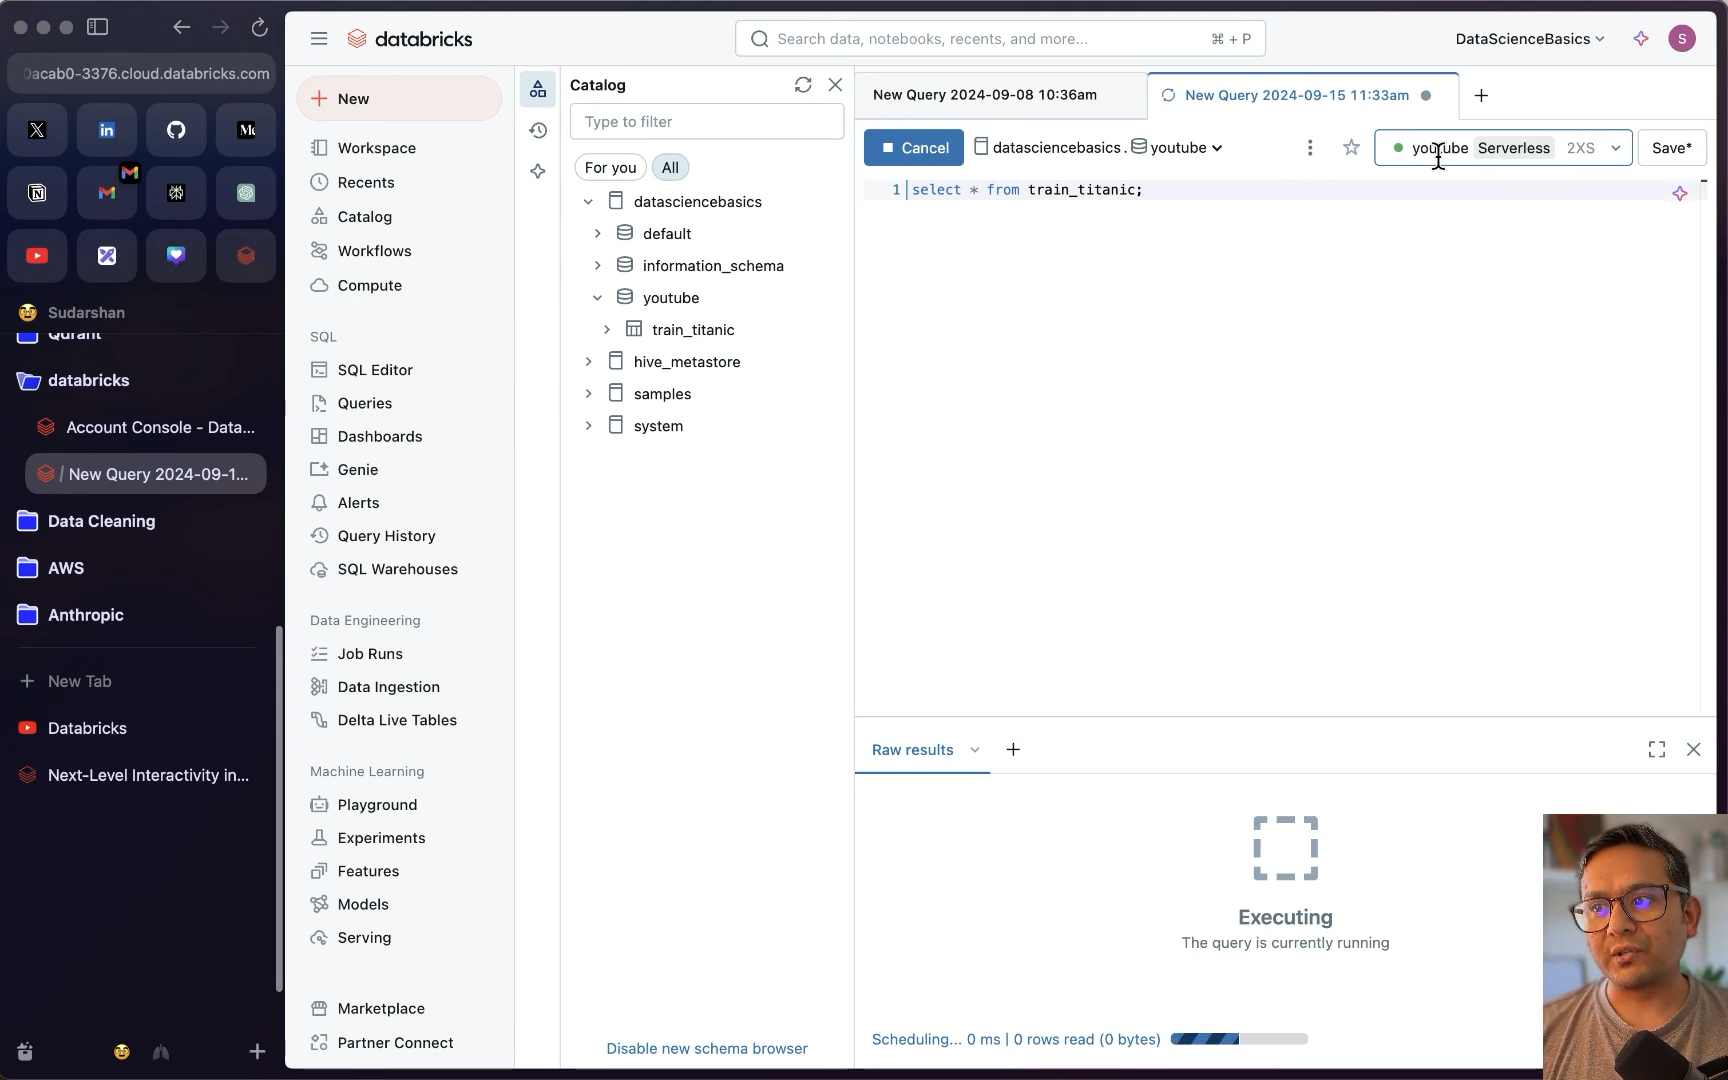 0acab0-3376.cloud.databricks.com
Sudarshan
Qdrant
databricks
Account Console - Data...
/ New Query 2024-09-1...
Data Cleaning
AWS
Anthropic
New Tab
Databricks
Next-Level Interactivity in...
databricks
Search data, notebooks, recents, and more...
⌘ + P
DataScienceBasics
S
New
Workspace
Recents
Catalog
Workflows
Compute
SQL
SQL Editor
Queries
Dashboards
Genie
Alerts
Query History
SQL Warehouses
Data Engineering
Job Runs
Data Ingestion
Delta Live Tables
Machine Learning
Playground
Experiments
Features
Models
Serving
Marketplace
Partner Connect
Catalog
Type to filter
For you
All
datasciencebasics
default
information_schema
youtube
train_titanic
hive_metastore
samples
system
Disable new schema browser
New Query 2024-09-08 10:36am
New Query 2024-09-15 11:33am
Cancel
datasciencebasics. youtube
youtube Serverless 2XS
Save*
1 select * from train_titanic;
Raw results
Executing
The query is currently running
Scheduling... 0 ms | 0 rows read (0 bytes)